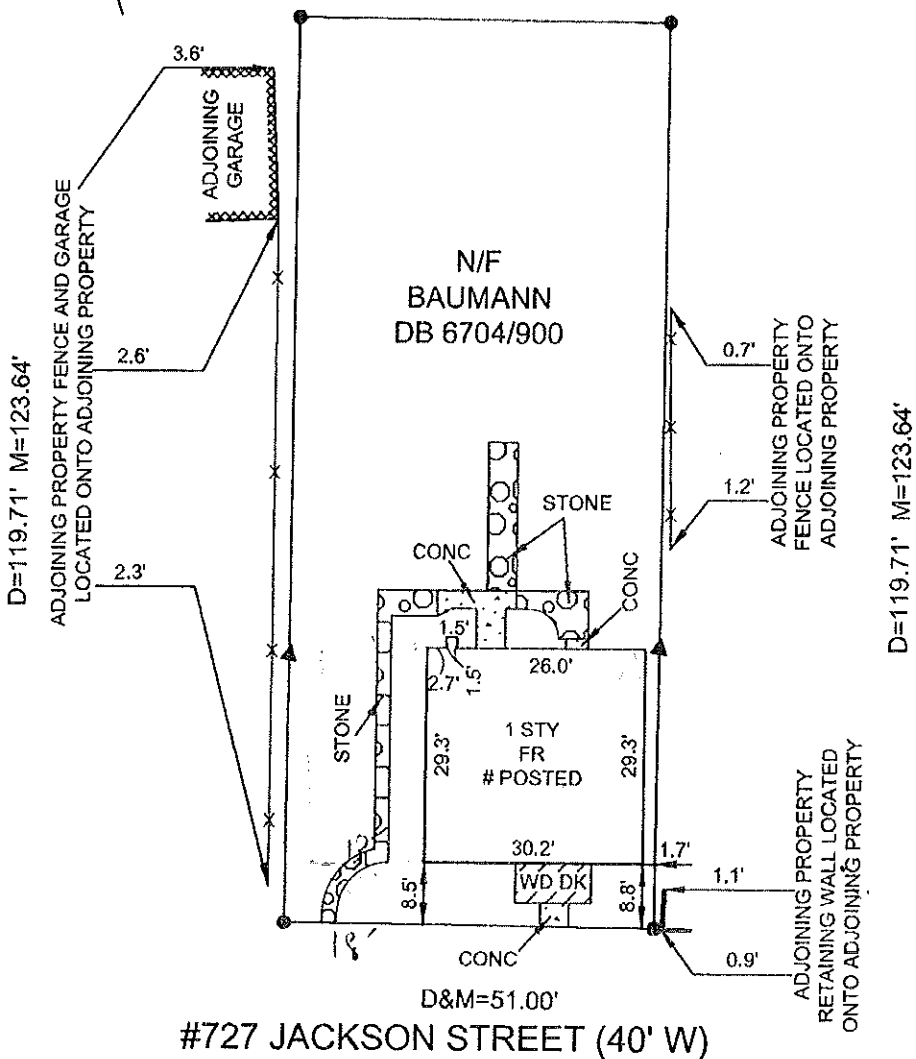 3.6'
ADJOINING
GARAGE
ADJOINING PROPERTY FENCE AND GARAGE
LOCATED ONTO ADJOINING PROPERTY
D=119.71' M=123.64'
2.6'
2.3'
N/F
BAUMANN
DB 6704/900
0.7'
ADJOINING PROPERTY
FENCE LOCATED ONTO
ADJOINING PROPERTY
1.2'
D=119.71' M=123.64'
STONE
CONC
CONC
1.5'
2.7'
1.5'
26.0'
STONE
29.3'
1 STY
FR
# POSTED
29.3'
30.2'
1.7'
WD DK
8.5'
8.8'
1.1'
ADJOINING PROPERTY
RETAINING WALL LOCATED
ONTO ADJOINING PROPERTY
0.9'
18'
CONC
D&M=51.00'
#727 JACKSON STREET (40' W)